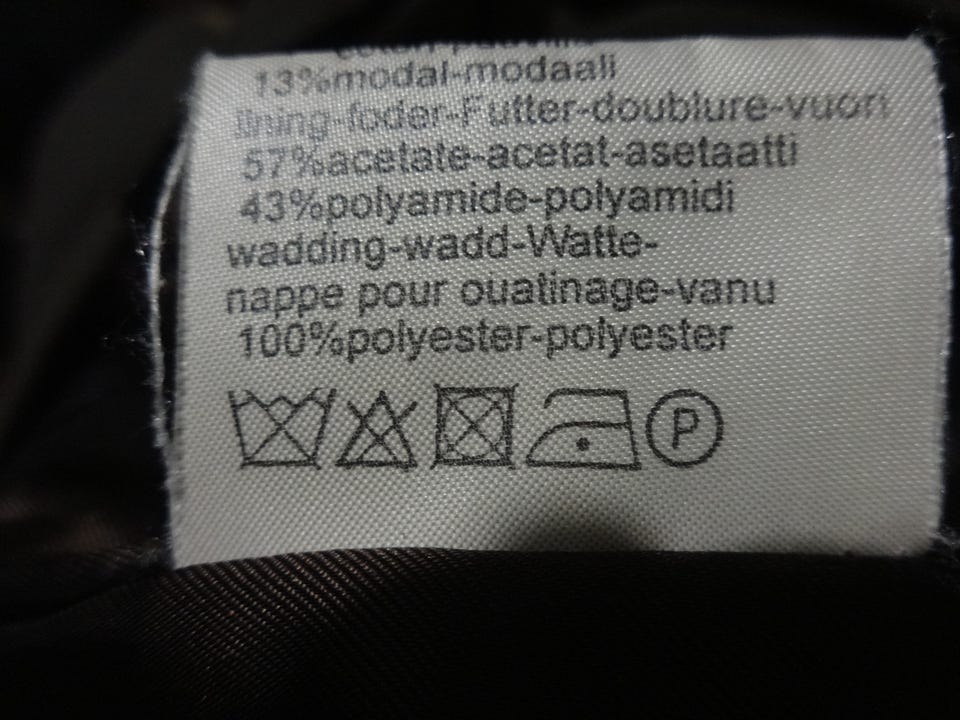 13%modal-modaali
lining-foder-Futter-doublure-vuori
57%acetate-acetat-asetaatti
43%polyamide-polyamidi
wadding-wadd-Watte-
nappe pour ouatinage-vanu
100%polyester-polyester
P